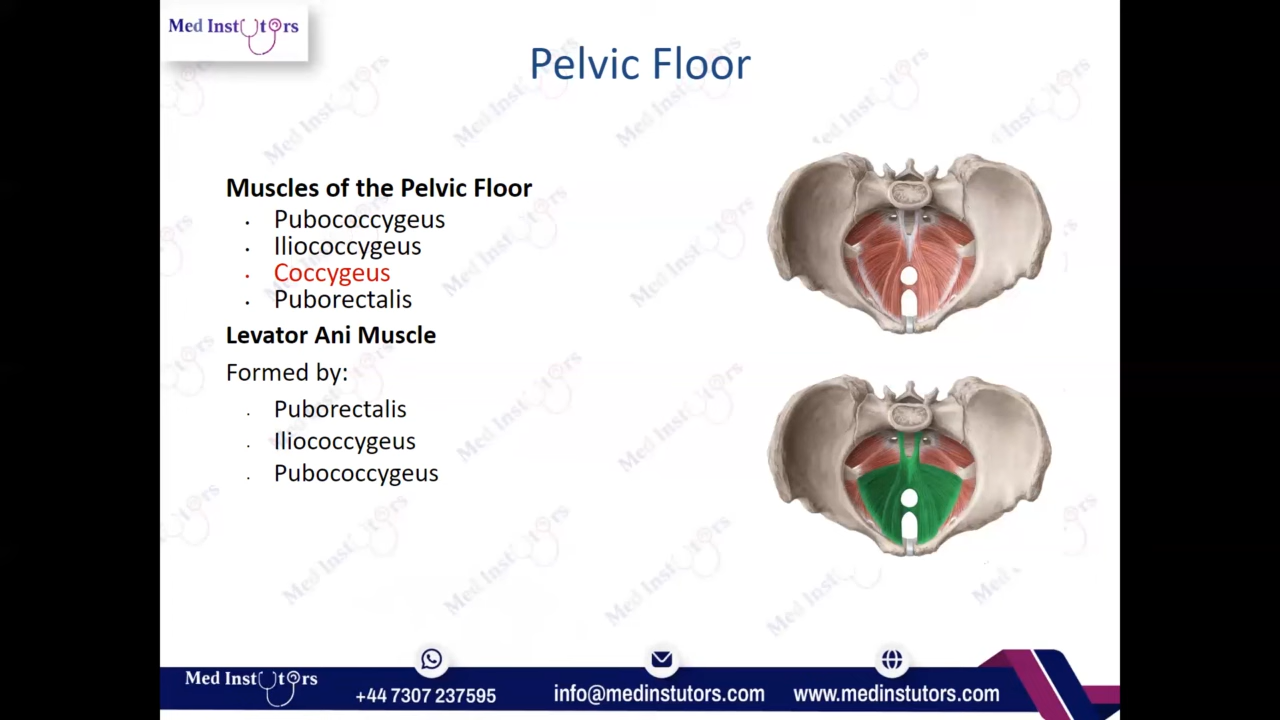 Med Instutors
Pelvic Floor
Muscles of the Pelvic Floor
· Pubococcygeus
· Iliococcygeus
· Coccygeus
· Puborectalis
Levator Ani Muscle
Formed by:
· Puborectalis
· Iliococcygeus
· Pubococcygeus
Med Instutors
+44 7307 237595
info@medinstutors.com
www.medinstutors.com